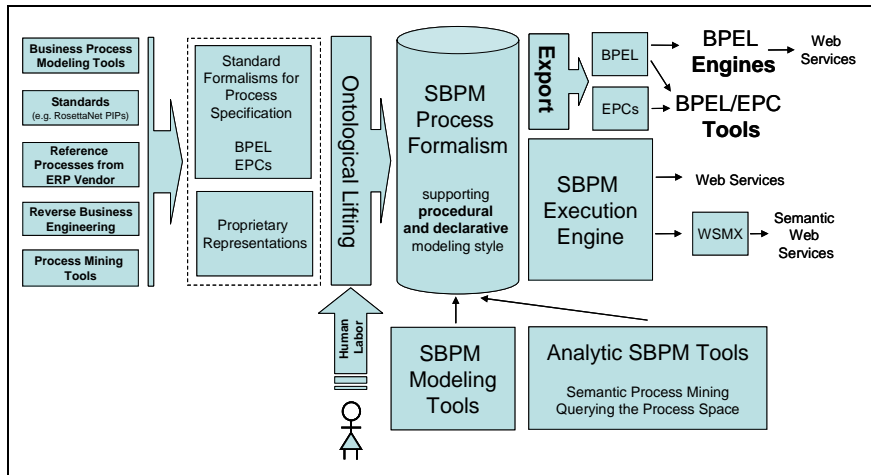 Business Process
Modeling Tools
Standards
(e.g. RosettaNet PIPs)
Reference
Processes from
ERP Vendor
Reverse Business
Engineering
Process Mining
Tools
Standard
Formalisms for
Process
Specification
BPEL
EPCs
Proprietary
Representations
Ontological Lifting
Human
Labor
SBPM
Process
Formalism
supporting
procedural
and declarative
modeling style
Export
BPEL
EPCs
BPEL
Engines
Web
Services
BPEL/EPC
Tools
SBPM
Execution
Engine
Web Services
WSMX
Semantic
Web
Services
SBPM
Modeling
Tools
Analytic SBPM Tools
Semantic Process Mining
Querying the Process Space